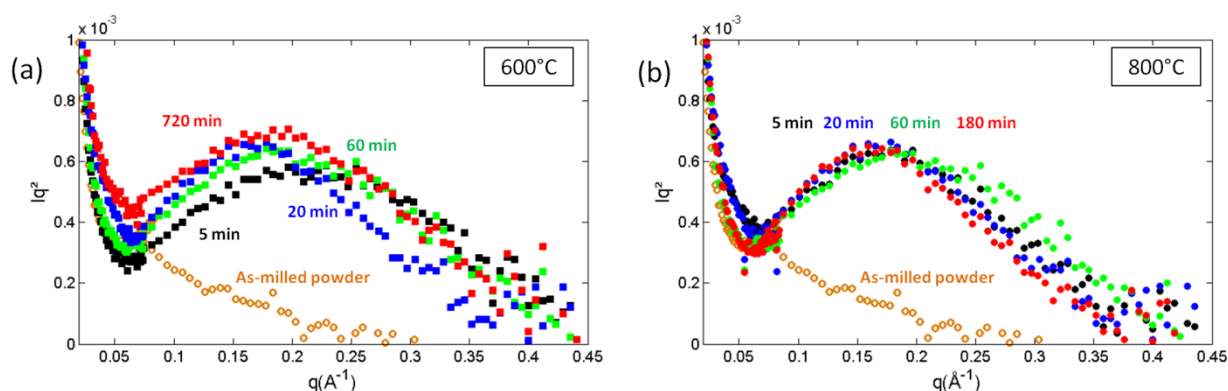 x 10⁻³
(a)
600°C
1
0.8
0.6
0.4
0.2
0
Iq²
720 min
60 min
20 min
5 min
As-milled powder
0.05 0.1 0.15 0.2 0.25 0.3 0.35 0.4 0.45
q(A⁻¹)
x 10⁻³
(b)
800°C
1
0.8
0.6
0.4
0.2
0
Iq²
5 min 20 min 60 min 180 min
As-milled powder
0.05 0.1 0.15 0.2 0.25 0.3 0.35 0.4 0.45
q(Å⁻¹)